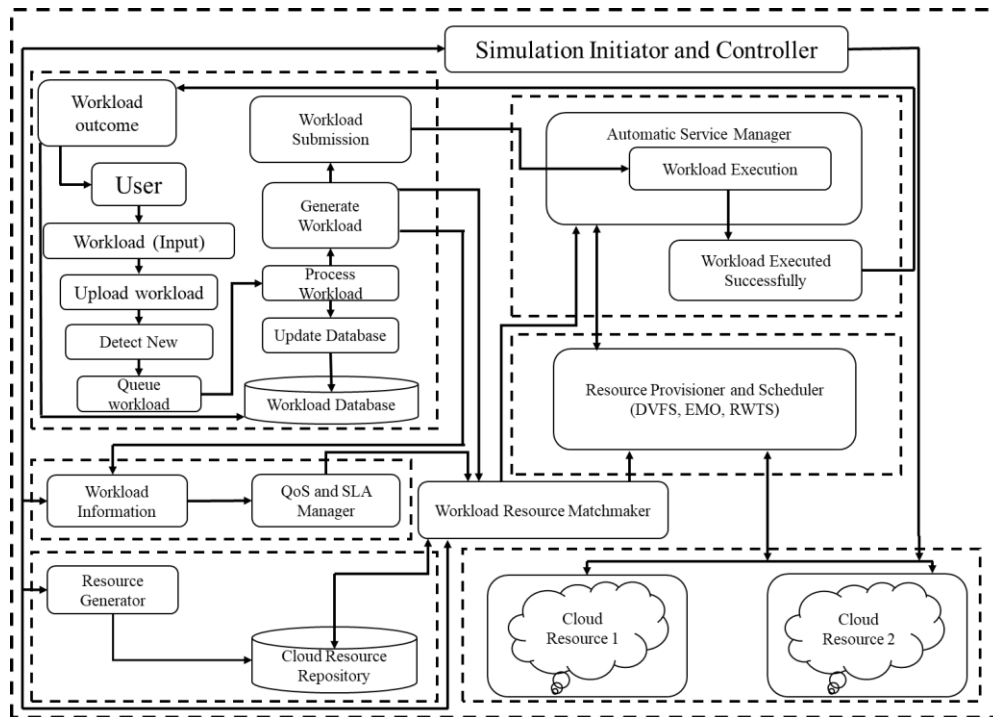 Simulation Initiator and Controller
Workload
outcome
User
Workload (Input)
Upload workload
Detect New
Queue
workload
Workload
Submission
Generate
Workload
Process
Workload
Update Database
Workload Database
Automatic Service Manager
Workload Execution
Workload Executed
Successfully
Resource Provisioner and Scheduler
(DVFS, EMO, RWTS)
Workload
Information
QoS and SLA
Manager
Workload Resource Matchmaker
Resource
Generator
Cloud Resource
Repository
Cloud
Resource 1
Cloud
Resource 2